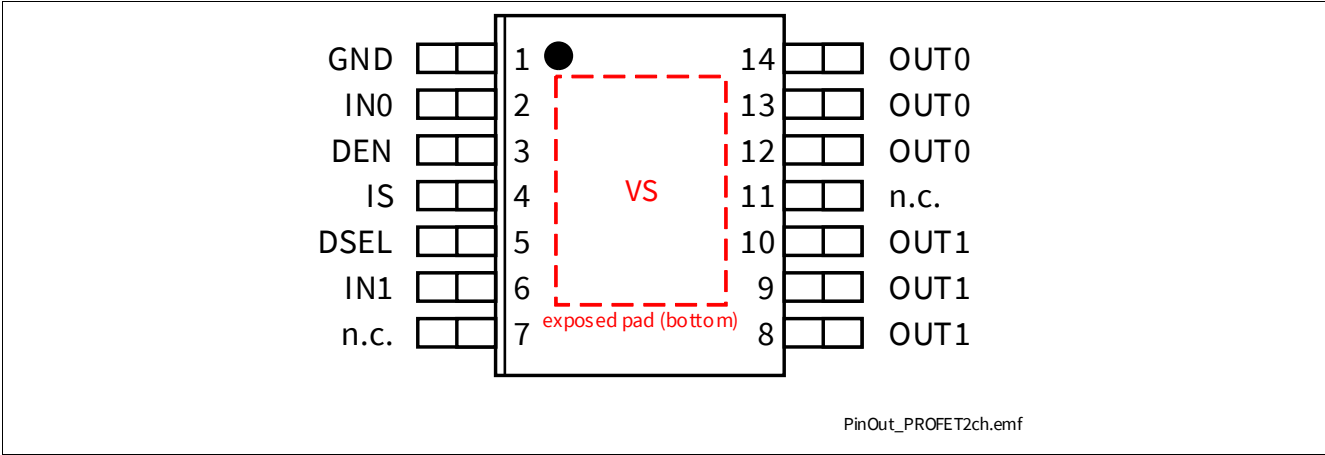 GND 1 14 OUT0
IN0 2 13 OUT0
DEN 3 12 OUT0
IS 4 VS 11 n.c.
DSEL 5 10 OUT1
IN1 6 9 OUT1
n.c. 7 exposed pad (bottom) 8 OUT1
PinOut_PROFET2ch.emf